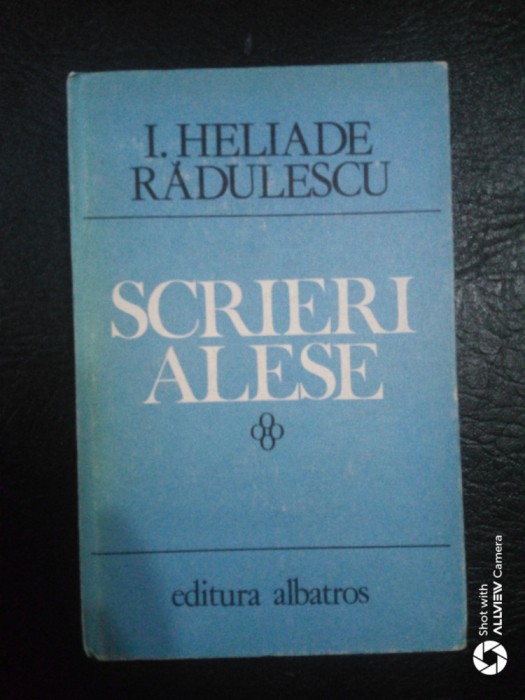 I. HELIADE
RĂDULESCU
SCRIERI
ALESE
editura albatros
Shot with
ALLVIEW Camera